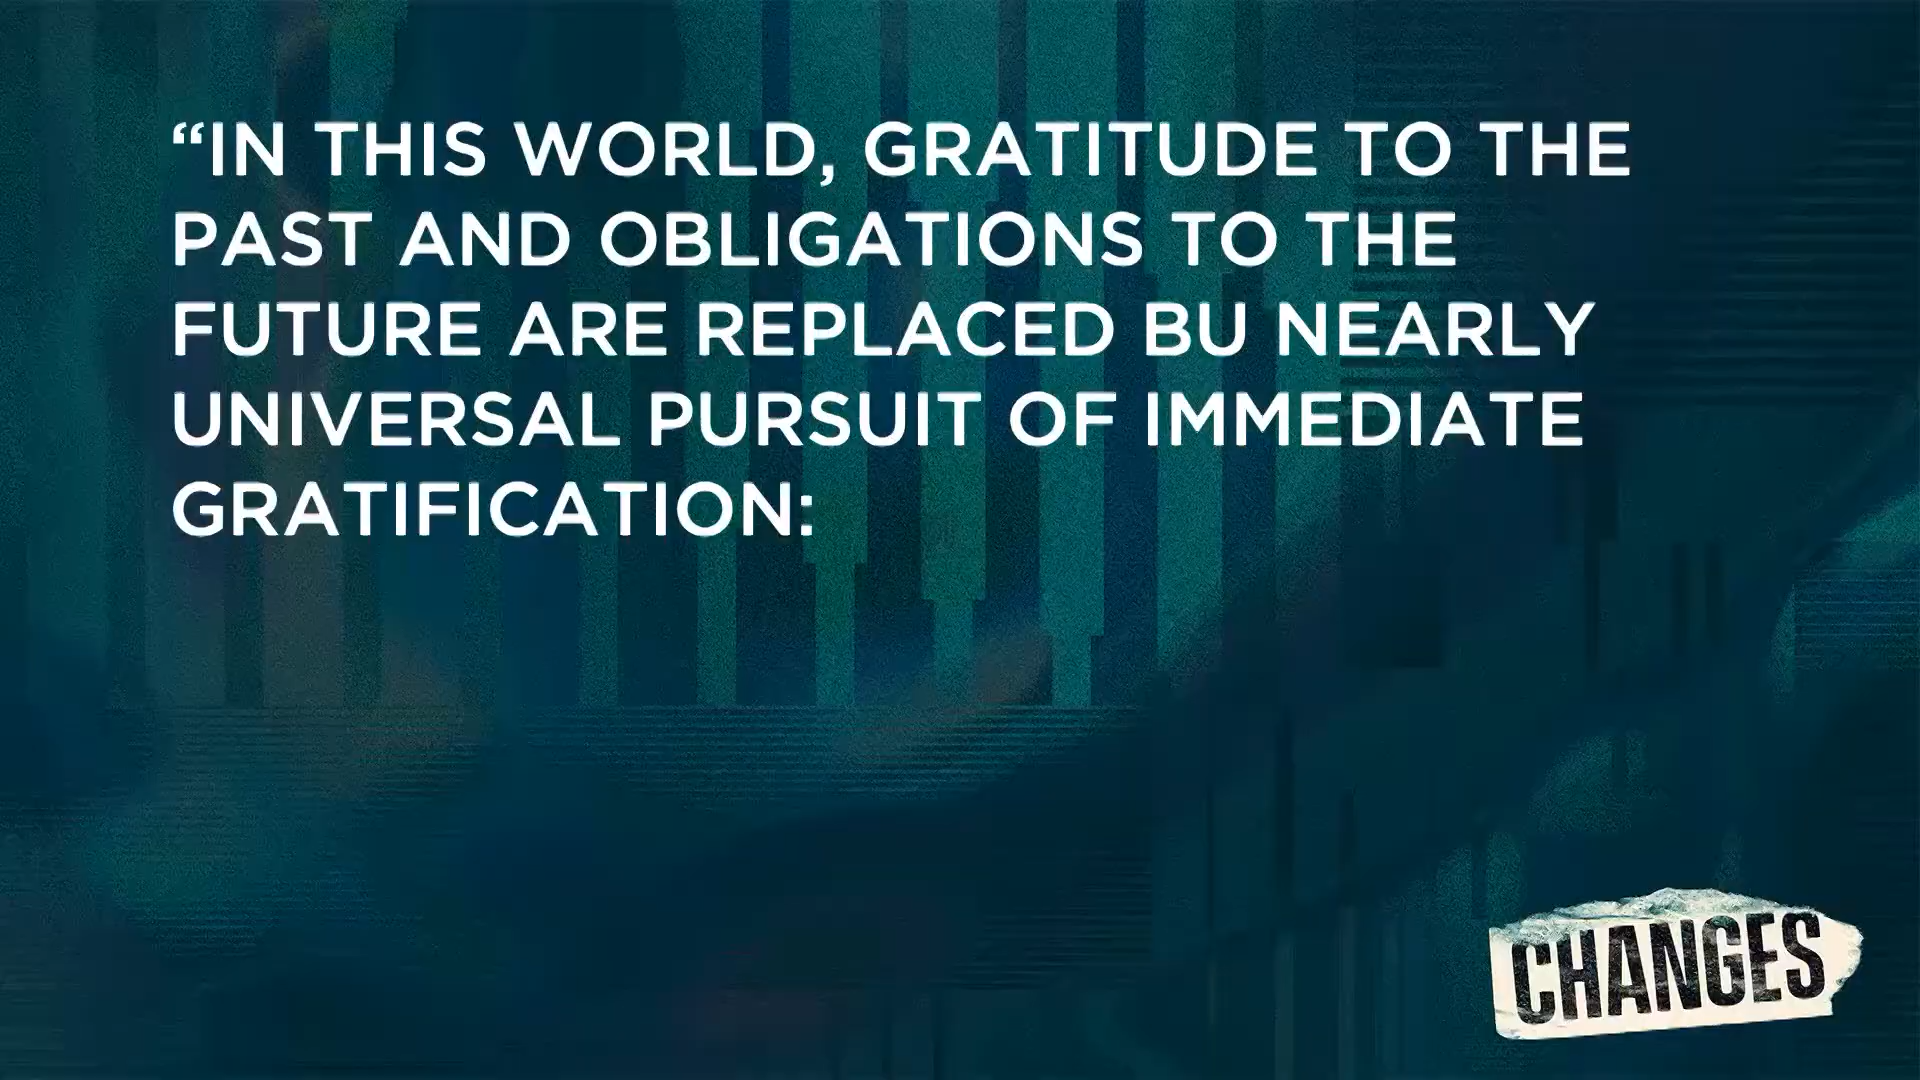 “IN THIS WORLD, GRATITUDE TO THE
PAST AND OBLIGATIONS TO THE
FUTURE ARE REPLACED BU NEARLY
UNIVERSAL PURSUIT OF IMMEDIATE
GRATIFICATION:
CHANGES